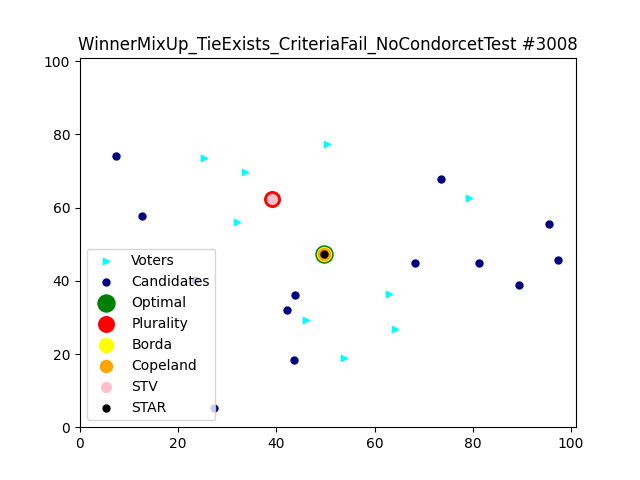 WinnerMixUp_TieExists_CriteriaFail_NoCondorcetTest #3008
100
80
60
40
20
0
Voters
Candidates
Optimal
Plurality
Borda
Copeland
STV
STAR
0 20 40 60 80 100